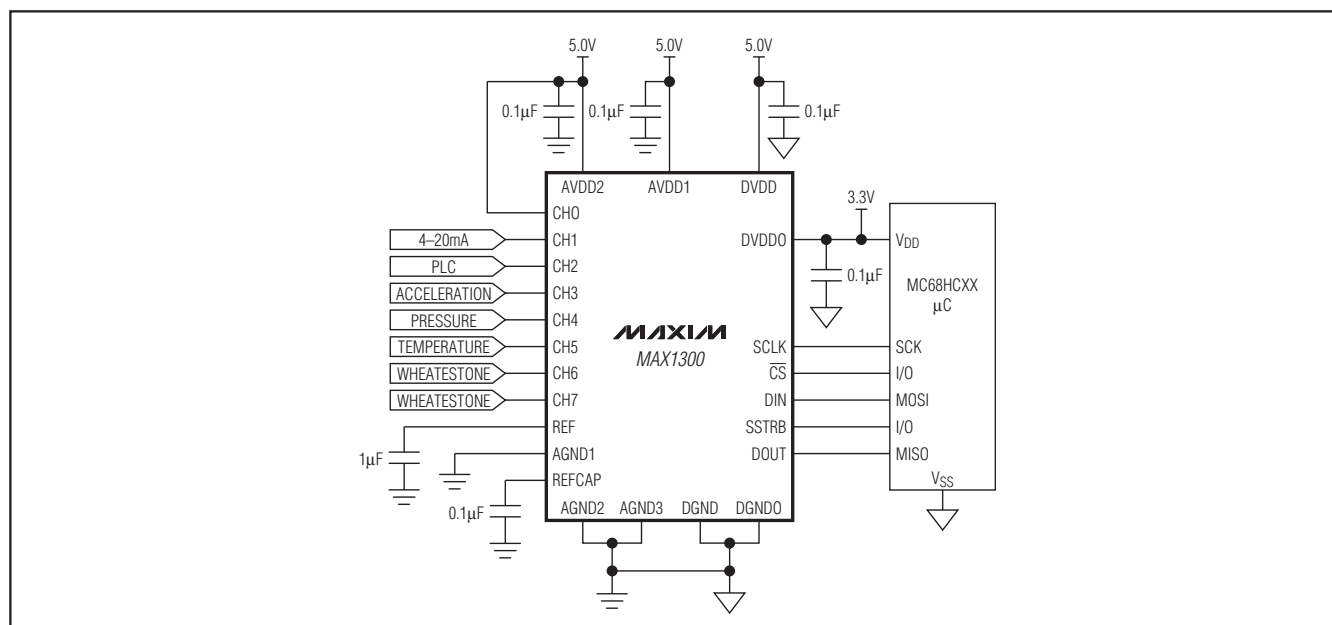 5.0V 5.0V 5.0V
0.1µF 0.1µF 0.1µF
AVDD2 AVDD1 DVDD
3.3V
CH0
4–20mA CH1 DVDDO VDD
PLC CH2 0.1µF
ACCELERATION CH3 MC68HCXX
µC
PRESSURE CH4
MAXIM
TEMPERATURE CH5 MAX1300 SCLK SCK
WHEATESTONE CH6 CS I/O
WHEATESTONE CH7 DIN MOSI
REF SSTRB I/O
1µF AGND1 DOUT MISO
REFCAP VSS
0.1µF AGND2 AGND3 DGND DGNDO